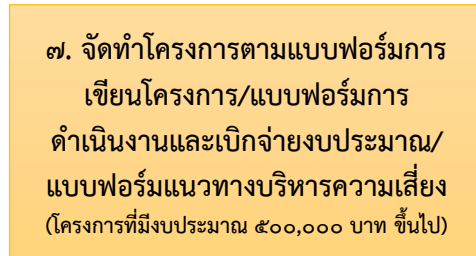 ๗. จัดทำโครงการตามแบบฟอร์มการ
เขียนโครงการ/แบบฟอร์มการ
ดำเนินงานและเบิกจ่ายงบประมาณ/
แบบฟอร์มแนวทางบริหารความเสี่ยง
(โครงการที่มีงบประมาณ ๕๐๐,๐๐๐ บาท ขึ้นไป)